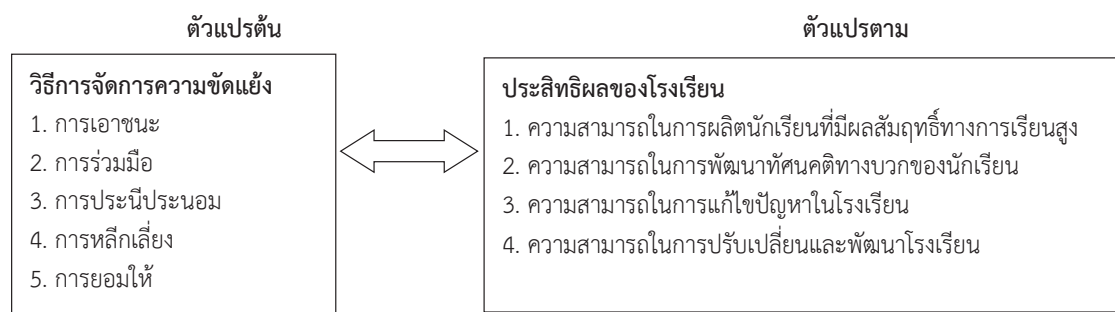 ตัวแปรต้น
ตัวแปรตาม
วิธีการจัดการความขัดแย้ง
1. การเอาชนะ
2. การร่วมมือ
3. การประนีประนอม
4. การหลีกเลี่ยง
5. การยอมให้
ประสิทธิผลของโรงเรียน
1. ความสามารถในการผลิตนักเรียนที่มีผลสัมฤทธิ์ทางการเรียนสูง
2. ความสามารถในการพัฒนาทัศนคติทางบวกของนักเรียน
3. ความสามารถในการแก้ไขปัญหาในโรงเรียน
4. ความสามารถในการปรับเปลี่ยนและพัฒนาโรงเรียน